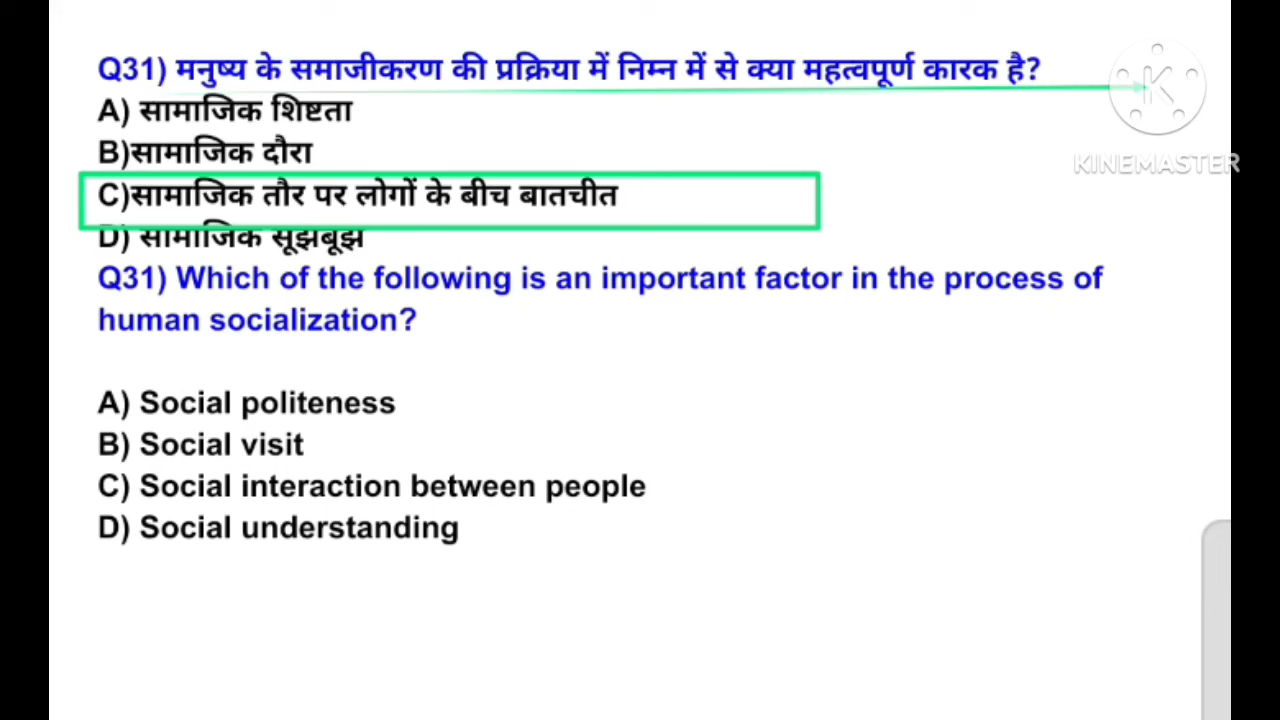 Q31) मनुष्य के समाजीकरण की प्रक्रिया में निम्न में से क्या महत्वपूर्ण कारक है?
A) सामाजिक शिष्टता
B)सामाजिक दौरा
C)सामाजिक तौर पर लोगों के बीच बातचीत
D) सामाजिक सूझबूझ
Q31) Which of the following is an important factor in the process of
human socialization?
A) Social politeness
B) Social visit
C) Social interaction between people
D) Social understanding
K
KINEMASTER